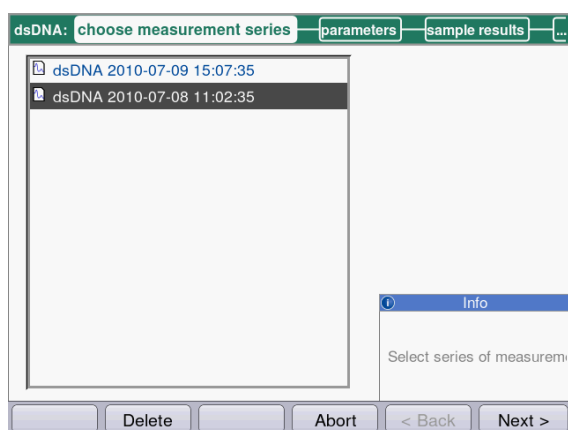 dsDNA: choose measurement series parameters sample results ...
dsDNA 2010-07-09 15:07:35
dsDNA 2010-07-08 11:02:35
Info
Select series of measurem
Delete Abort < Back Next >